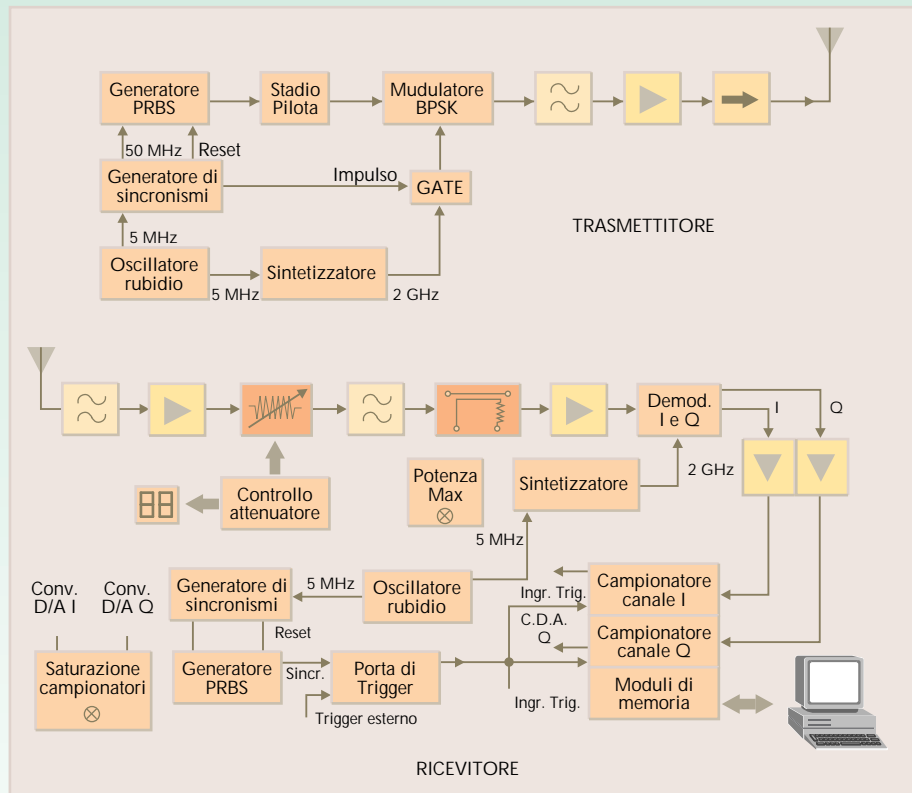 Generatore
PRBS
Stadio
Pilota
Mudulatore
BPSK
50 MHz
Reset
Generatore di
sincronismi
Impulso
GATE
TRASMETTITORE
5 MHz
Oscillatore
rubidio
5 MHz
Sintetizzatore
2 GHz
Demod.
I e Q
I
Q
2 GHz
Controllo
attenuatore
88
Potenza
Max
Sintetizzatore
5 MHz
Conv.
D/A I
Conv.
D/A Q
Generatore di
sincronismi
5 MHz
Oscillatore
rubidio
Ingr. Trig.
Campionatore
canale I
Reset
C.D.A.
Q
Campionatore
canale Q
Saturazione
campionatori
Generatore
PRBS
Sincr.
Porta di
Trigger
Trigger esterno
Ingr. Trig.
Moduli di
memoria
RICEVITORE